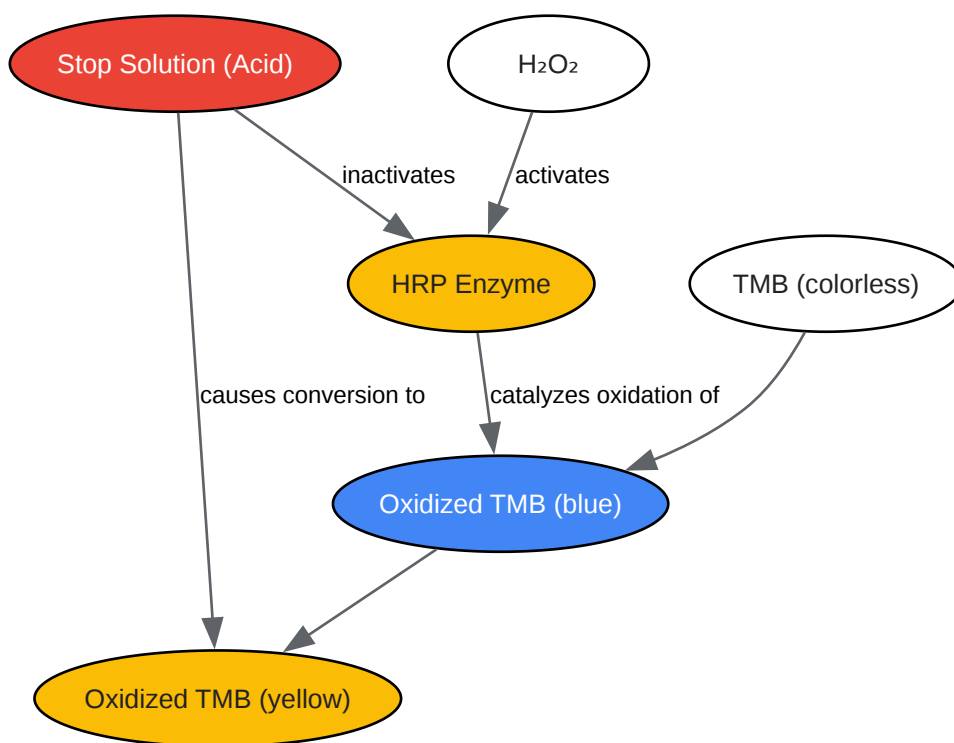 Stop Solution (Acid)
H₂O₂
inactivates
activates
HRP Enzyme
TMB (colorless)
causes conversion to
catalyzes oxidation of
Oxidized TMB (blue)
Oxidized TMB (yellow)